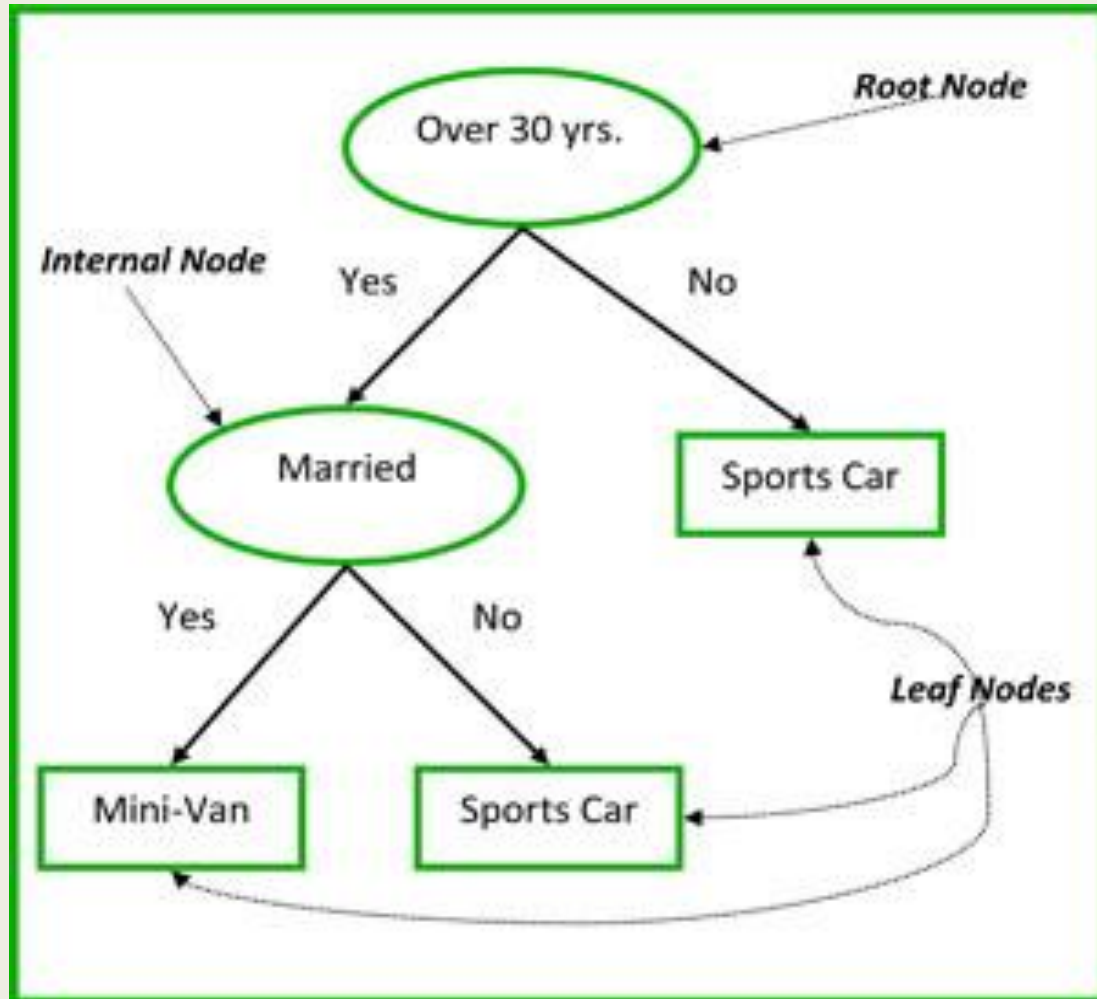 Root Node
Over 30 yrs.
Internal Node
Yes
No
Married
Sports Car
Yes
No
Leaf Nodes
Mini-Van
Sports Car